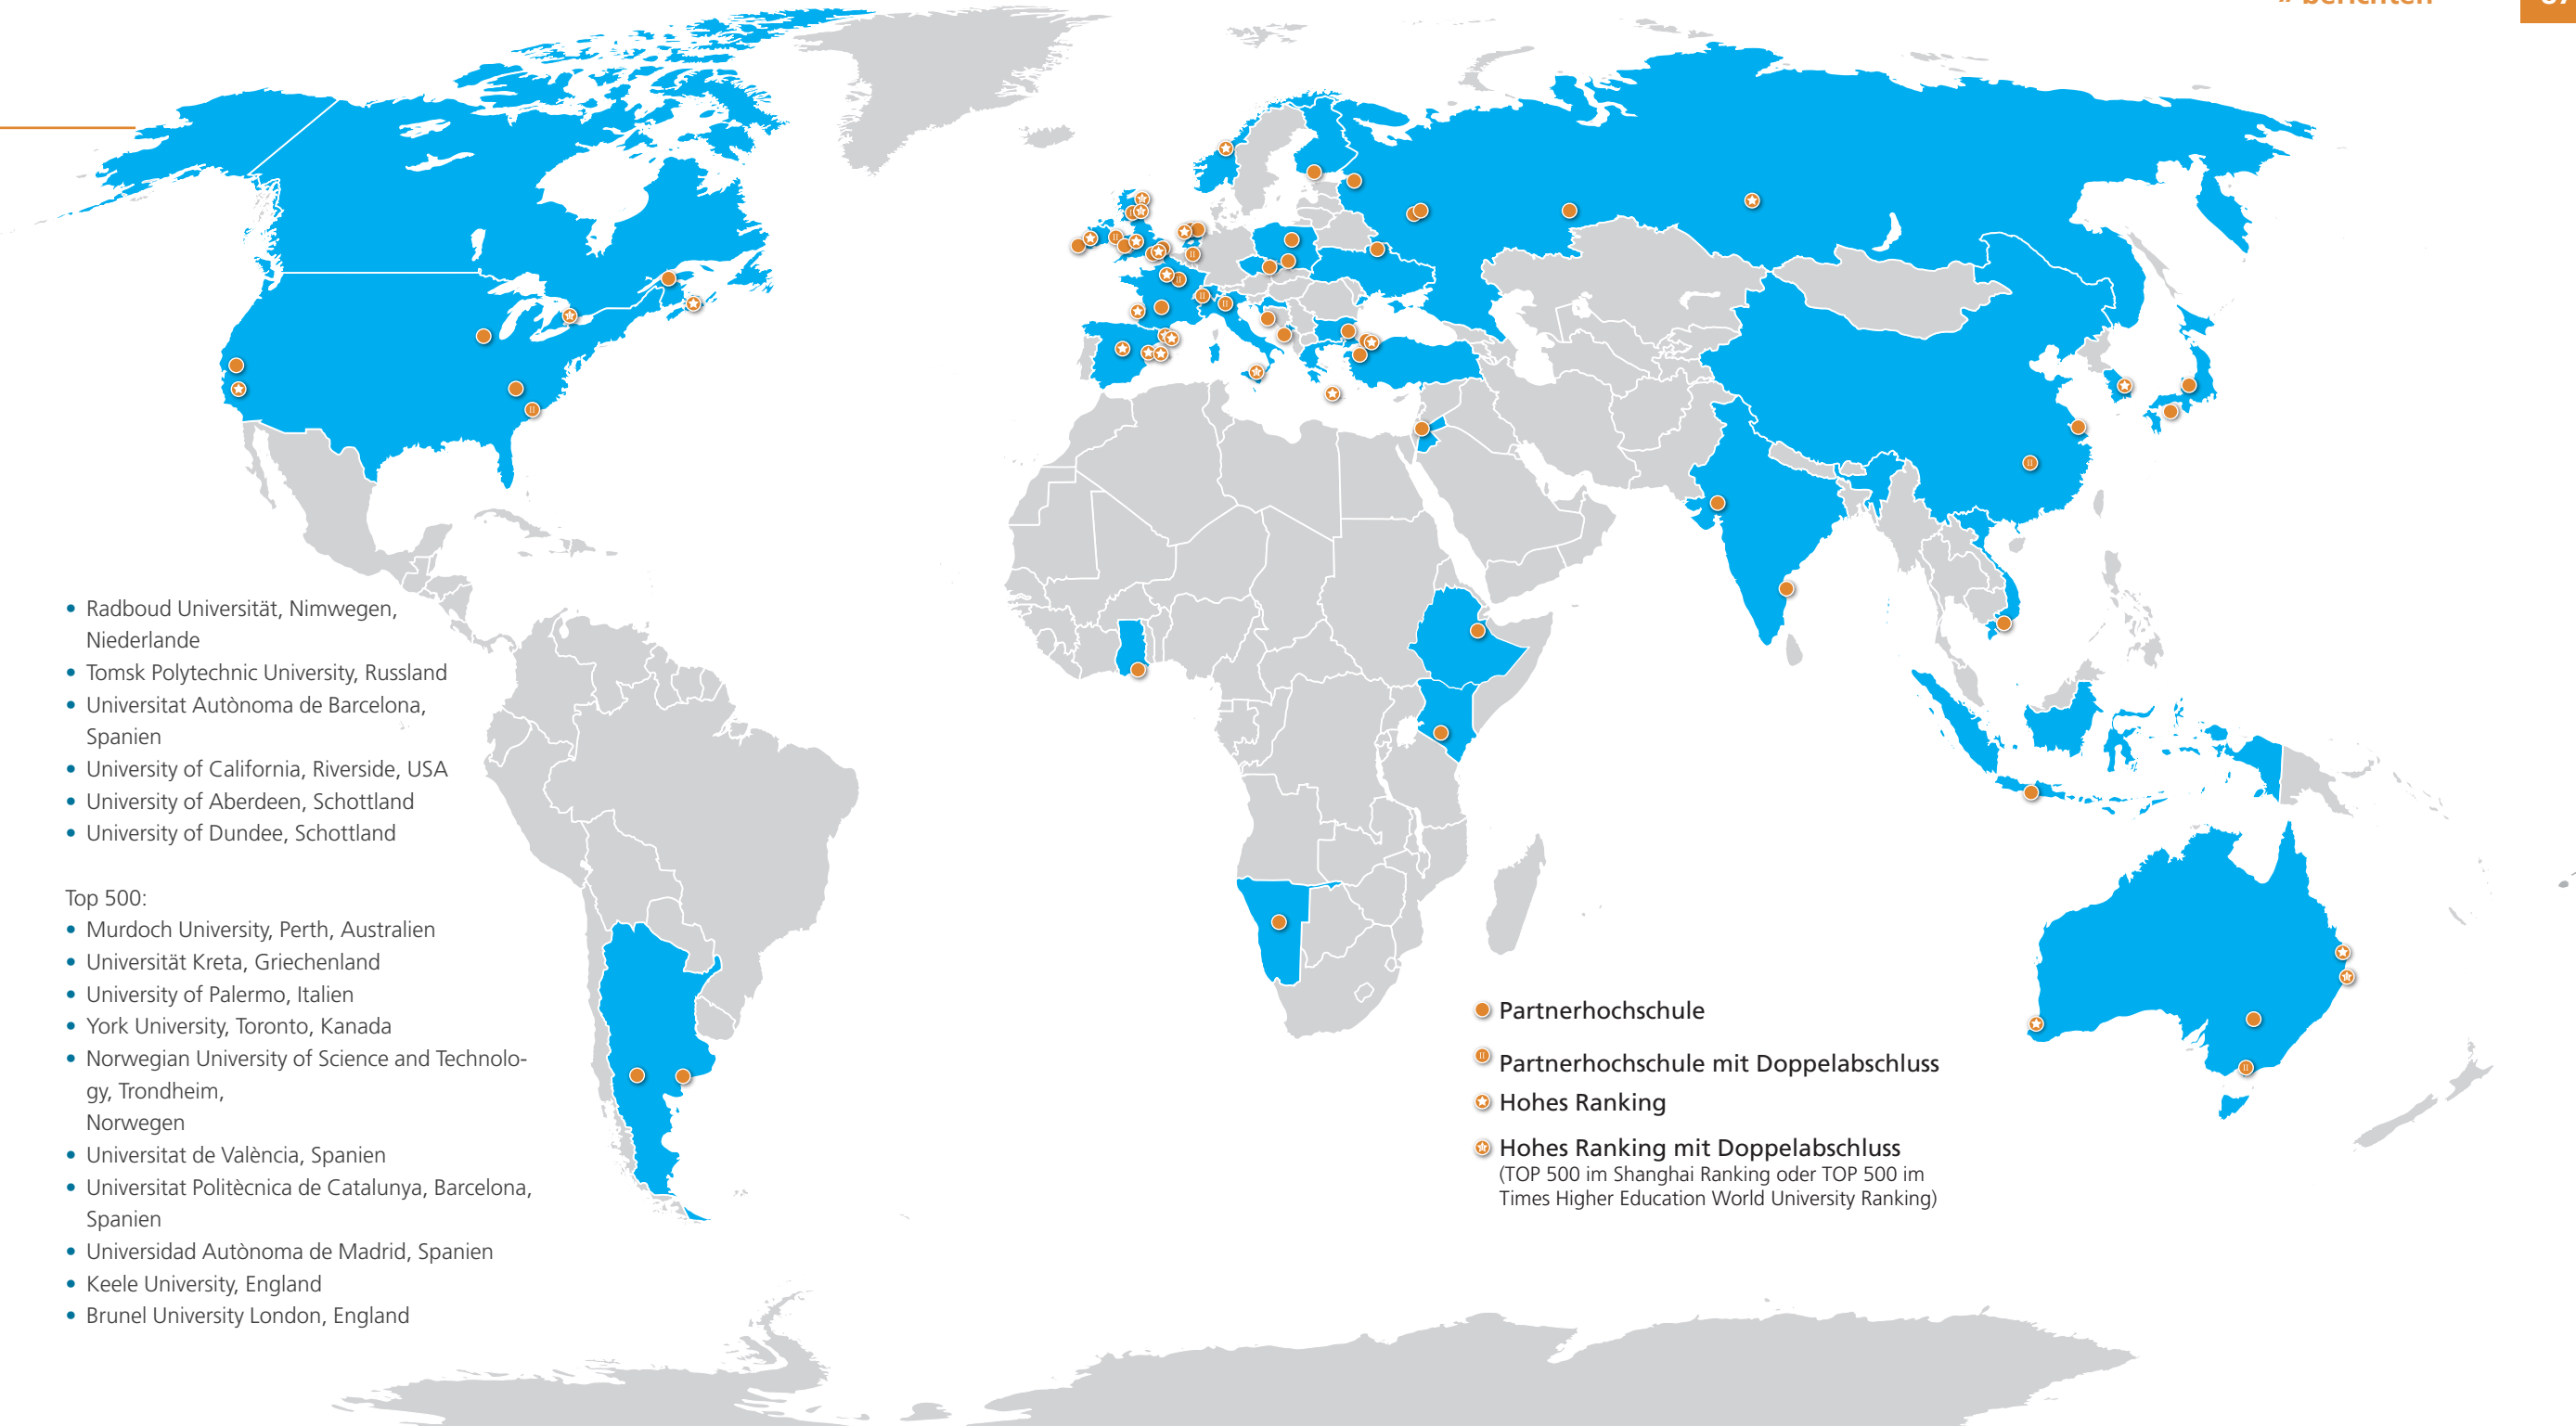 » berichten
• Radboud Universität, Nimwegen,
Niederlande
• Tomsk Polytechnic University, Russland
• Universitat Autònoma de Barcelona,
Spanien
• University of California, Riverside, USA
• University of Aberdeen, Schottland
• University of Dundee, Schottland
Top 500:
• Murdoch University, Perth, Australien
• Universität Kreta, Griechenland
• University of Palermo, Italien
• York University, Toronto, Kanada
• Norwegian University of Science and Technolo-
gy, Trondheim,
Norwegen
• Universitat de València, Spanien
• Universitat Politècnica de Catalunya, Barcelona,
Spanien
• Universidad Autònoma de Madrid, Spanien
• Keele University, England
• Brunel University London, England
Partnerhochschule
Partnerhochschule mit Doppelabschluss
Hohes Ranking
Hohes Ranking mit Doppelabschluss
(TOP 500 im Shanghai Ranking oder TOP 500 im
Times Higher Education World University Ranking)